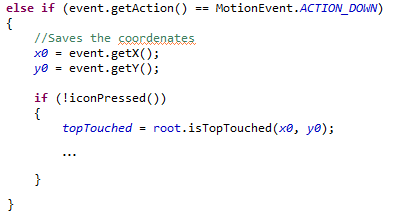 else if (event.getAction() == MotionEvent.ACTION_DOWN)
{
    //Saves the coordenates
    x0 = event.getX();
    y0 = event.getY();

    if (!iconPressed())
    {
        topTouched = root.isTopTouched(x0, y0);

        ...

    }

}